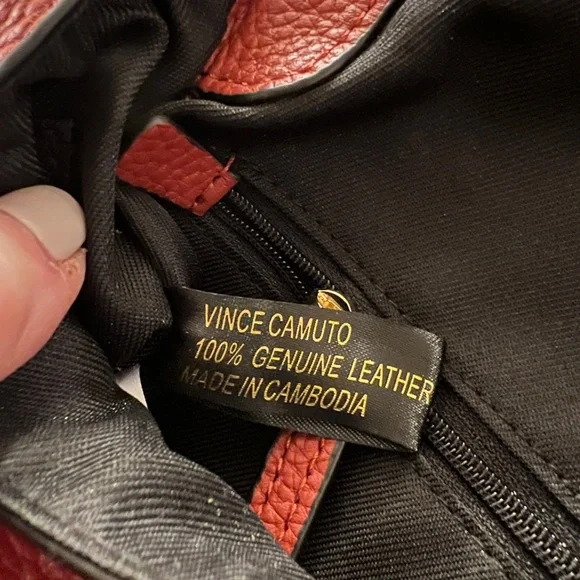 VINCE CAMUTO
100% GENUINE LEATHER
MADE IN CAMBODIA